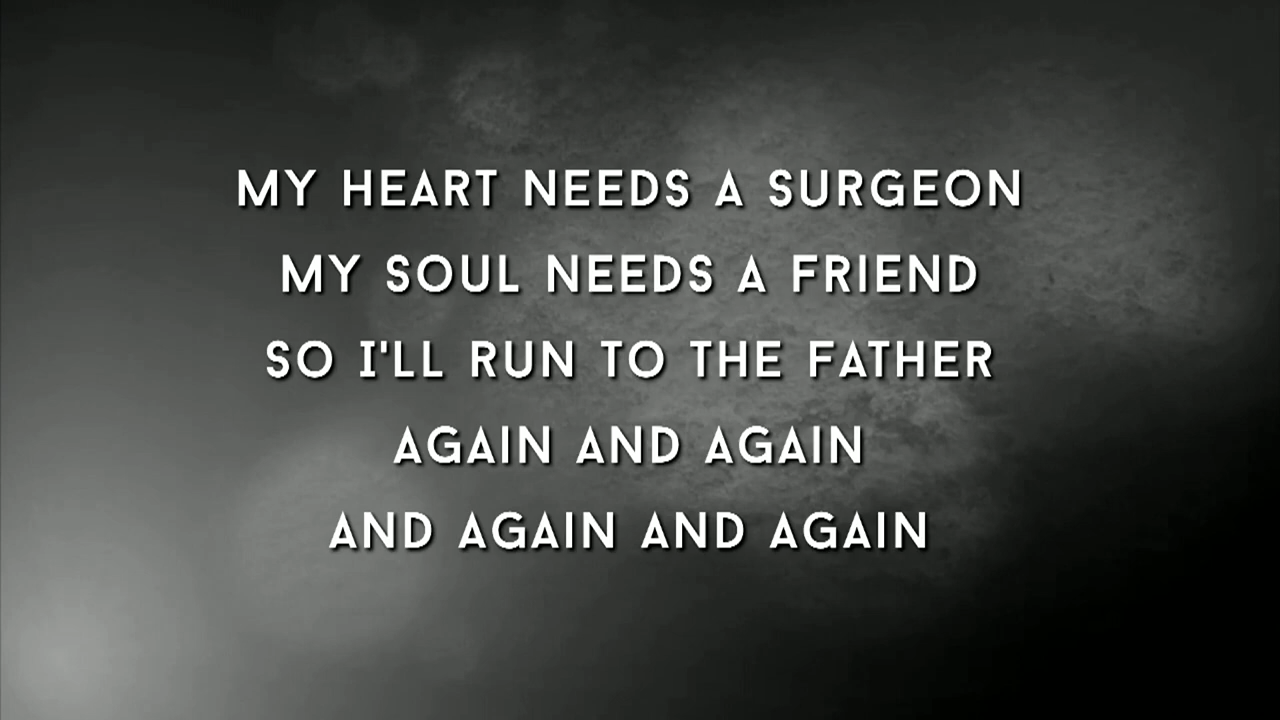 MY HEART NEEDS A SURGEON
MY SOUL NEEDS A FRIEND
SO I'LL RUN TO THE FATHER
AGAIN AND AGAIN
AND AGAIN AND AGAIN